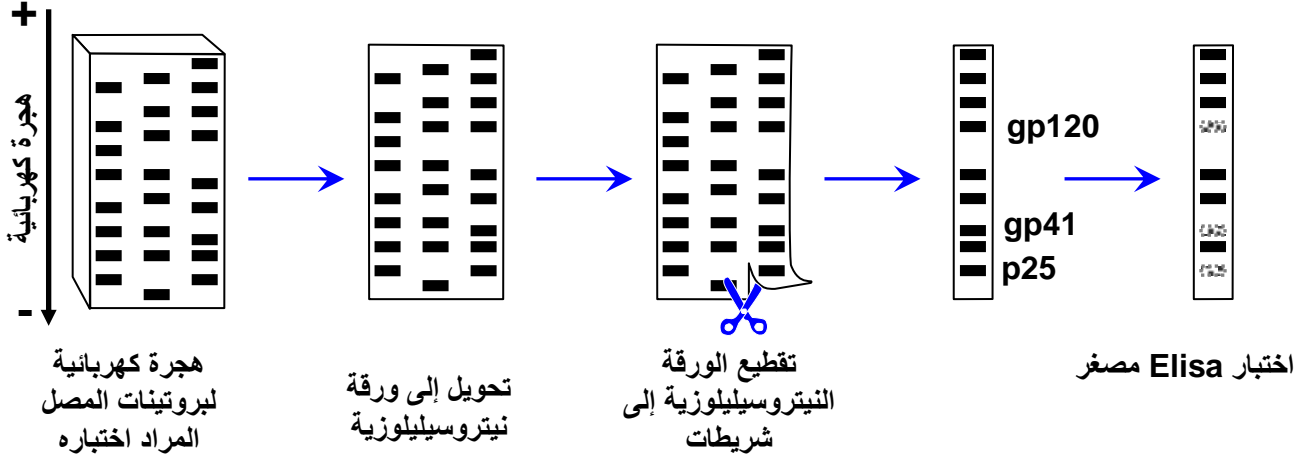 +
هجرة كهربائية
-
gp120
gp41
p25
هجرة كهربائية
لبروتينات المصل
المراد اختباره
تحويل إلى ورقة
نيتروسيليلوزية
تقطيع الورقة
النيتروسيليلوزية إلى
شريطات
اختبار Elisa مصغر